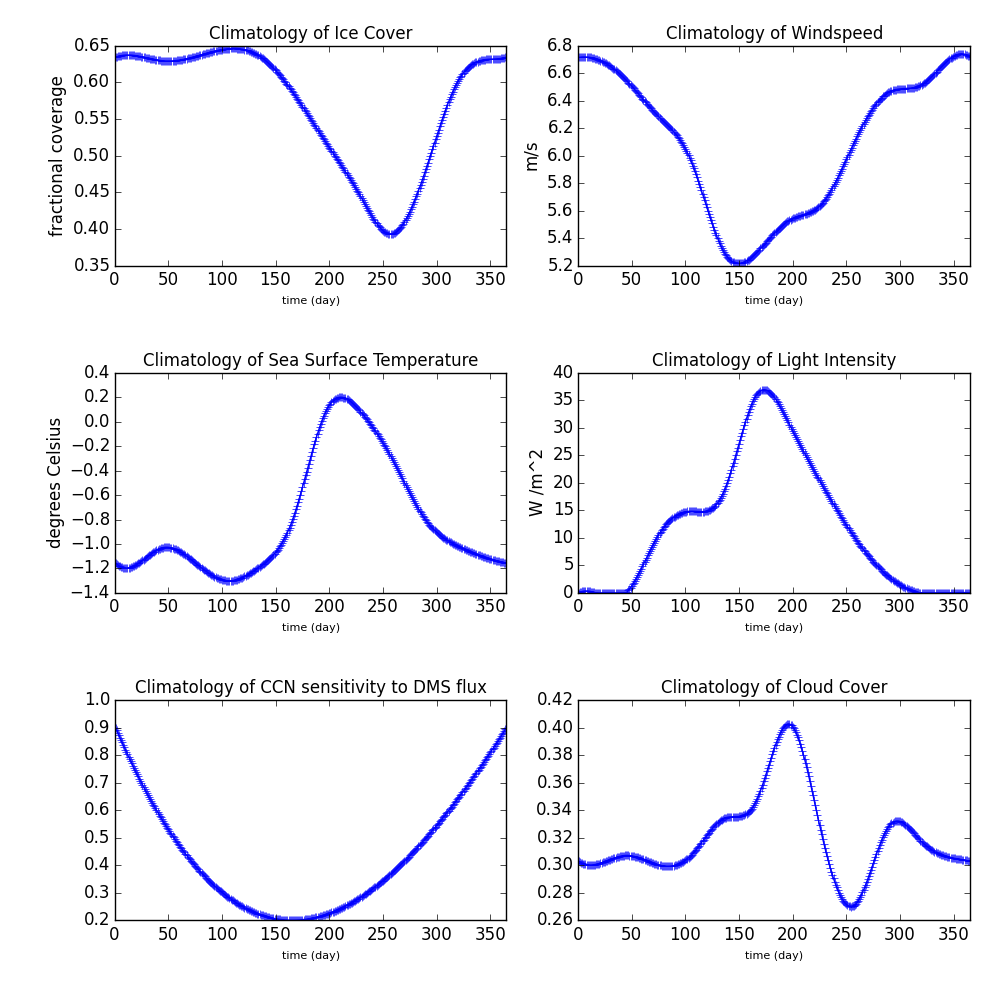 Climatology of Ice Cover
fractional coverage
0.65
0.60
0.55
0.50
0.45
0.40
0.35
0 50 100 150 200 250 300 350
time (day)
Climatology of Windspeed
m/s
6.8
6.6
6.4
6.2
6.0
5.8
5.6
5.4
5.2
0 50 100 150 200 250 300 350
time (day)
Climatology of Sea Surface Temperature
degrees Celsius
0.4
0.2
0.0
−0.2
−0.4
−0.6
−0.8
−1.0
−1.2
−1.4
0 50 100 150 200 250 300 350
time (day)
Climatology of Light Intensity
W /m^2
40
35
30
25
20
15
10
5
0
0 50 100 150 200 250 300 350
time (day)
Climatology of CCN sensitivity to DMS flux
1.0
0.9
0.8
0.7
0.6
0.5
0.4
0.3
0.2
0 50 100 150 200 250 300 350
time (day)
Climatology of Cloud Cover
0.42
0.40
0.38
0.36
0.34
0.32
0.30
0.28
0.26
0 50 100 150 200 250 300 350
time (day)